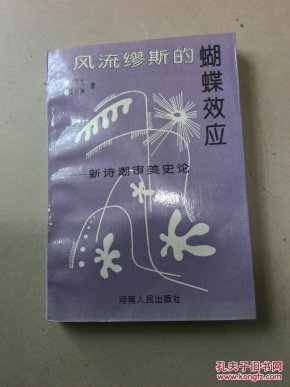 风流缪斯的
蝴蝶效应
著
——新诗潮审美史论
河南人民出版社
孔夫子旧书网